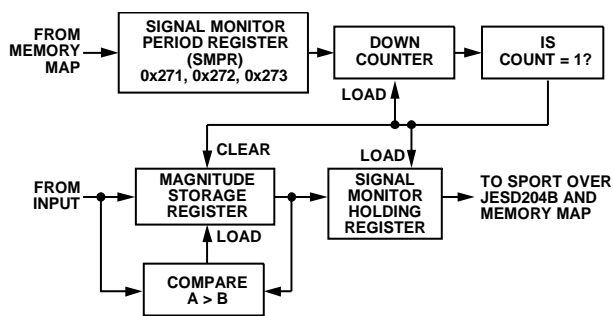 FROM
MEMORY
MAP
SIGNAL MONITOR
PERIOD REGISTER
(SMPR)
0x271, 0x272, 0x273
DOWN
COUNTER
IS
COUNT = 1?
LOAD
CLEAR
LOAD
FROM
INPUT
MAGNITUDE
STORAGE
REGISTER
SIGNAL
MONITOR
HOLDING
REGISTER
TO SPORT OVER
JESD204B AND
MEMORY MAP
LOAD
COMPARE
A > B